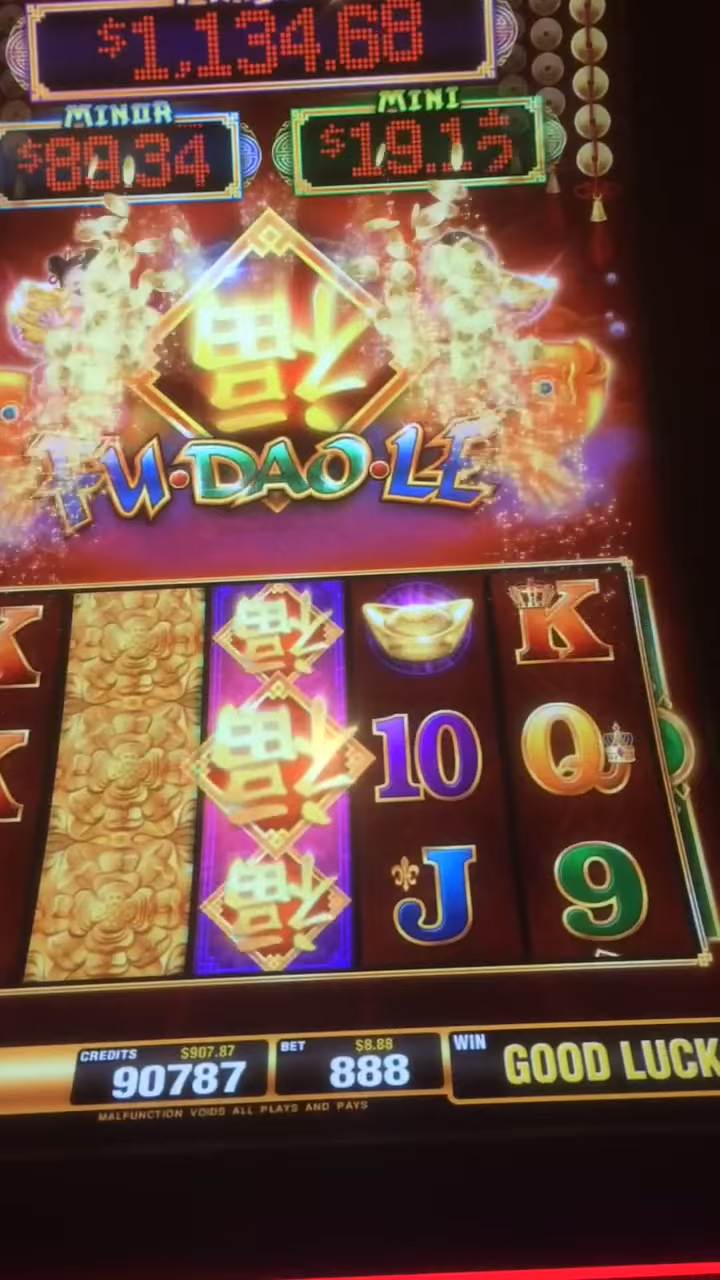 $1,134.68
MINOR
MINI
$88.34
$19.15
福
FU·DAO·LE
K
福
K
K
福
10
Q
福
J
9
CREDITS
$907.87
90787
BET
$8.88
888
WIN
GOOD LUCK
MALFUNCTION VOIDS ALL PLAYS AND PAYS